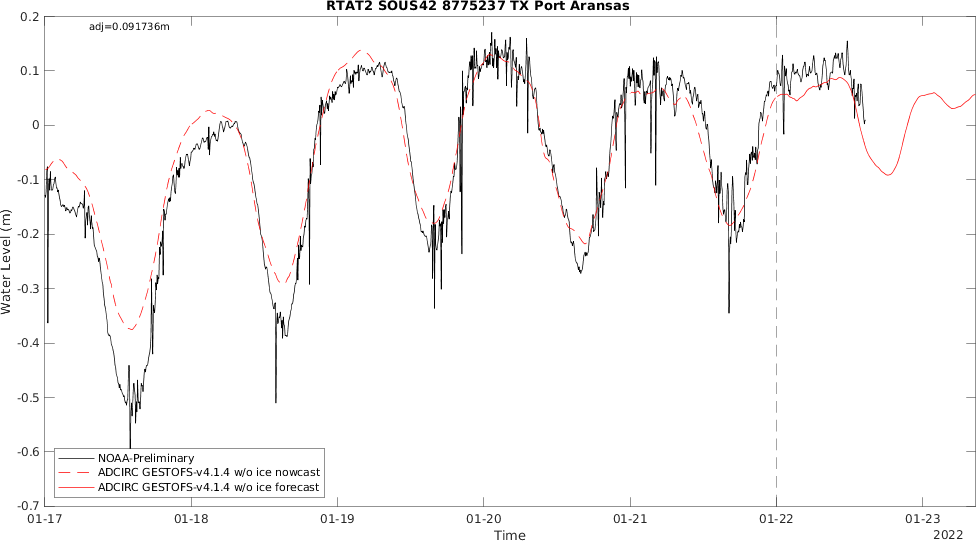 RTAT2 SOUS42 8775237 TX Port Aransas
adj=0.091736m
0.2
0.1
0
-0.1
-0.2
-0.3
-0.4
-0.5
-0.6
-0.7
Water Level (m)
NOAA-Preliminary
ADCIRC GESTOFS-v4.1.4 w/o ice nowcast
ADCIRC GESTOFS-v4.1.4 w/o ice forecast
01-17 01-18 01-19 01-20 01-21 01-22 01-23
Time
2022